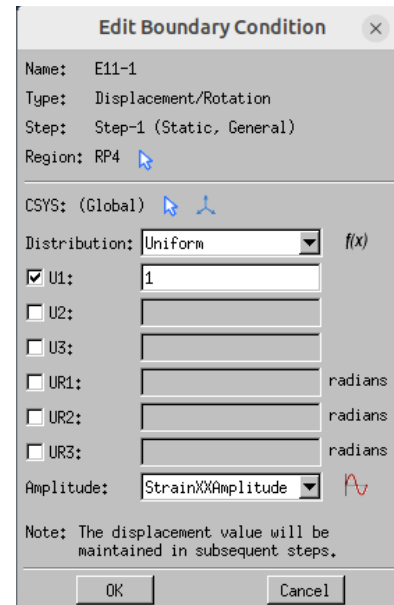 Edit Boundary Condition
Name: E11-1
Type: Displacement/Rotation
Step: Step-1 (Static, General)
Region: RP4
CSYS: (Global)
Distribution: Uniform f(x)
U1: 1
U2:
U3:
UR1: radians
UR2: radians
UR3: radians
Amplitude: StrainXXAmplitude
Note: The displacement value will be
maintained in subsequent steps.
OK Cancel